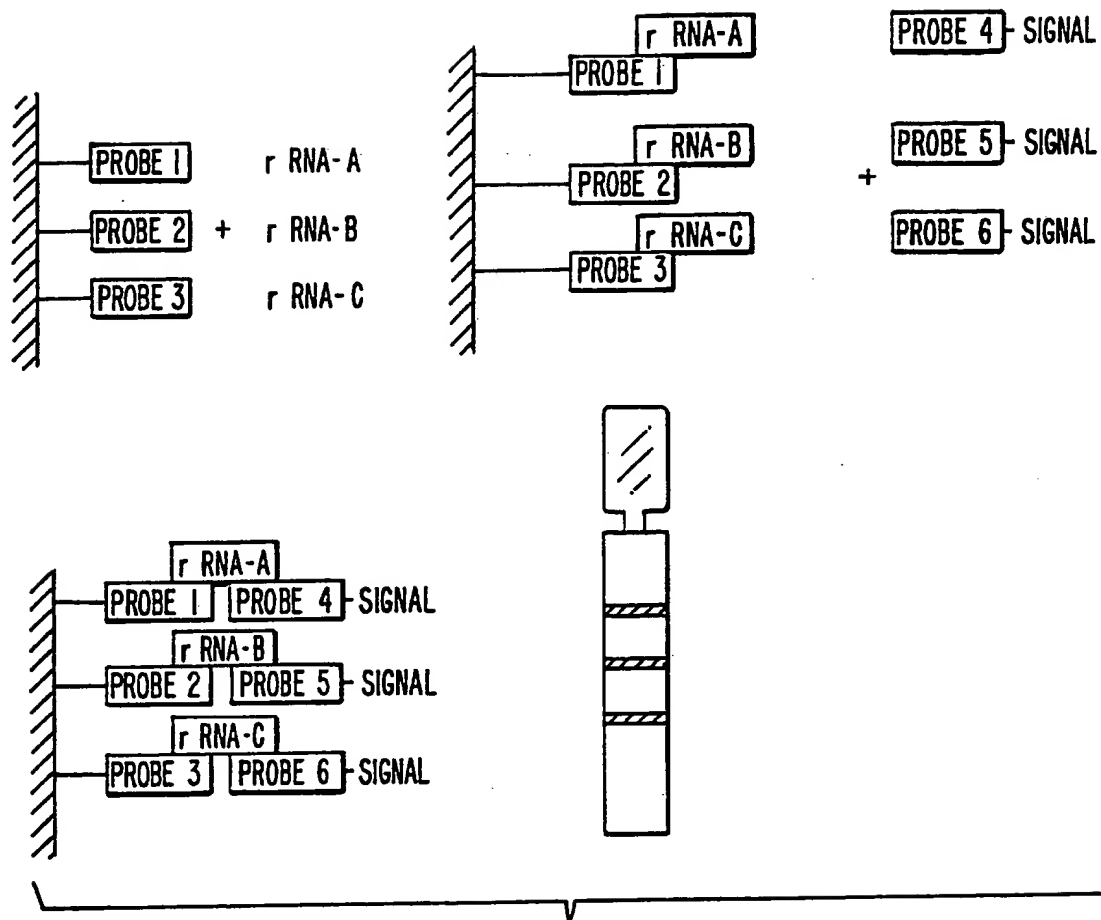 PROBE 1 r RNA-A
PROBE 2 + r RNA-B
PROBE 3 r RNA-C
r RNA-A
PROBE 1
r RNA-B
PROBE 2
r RNA-C
PROBE 3
+
PROBE 4 SIGNAL
PROBE 5 SIGNAL
PROBE 6 SIGNAL
r RNA-A
PROBE 1 PROBE 4 SIGNAL
r RNA-B
PROBE 2 PROBE 5 SIGNAL
r RNA-C
PROBE 3 PROBE 6 SIGNAL